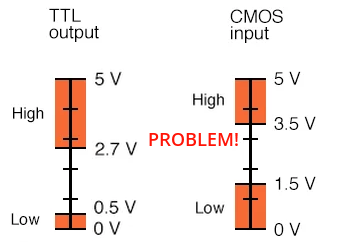 TTL
output
5 V
High
2.7 V
0.5 V
Low
0 V
PROBLEM!
CMOS
input
5 V
High
3.5 V
1.5 V
Low
0 V